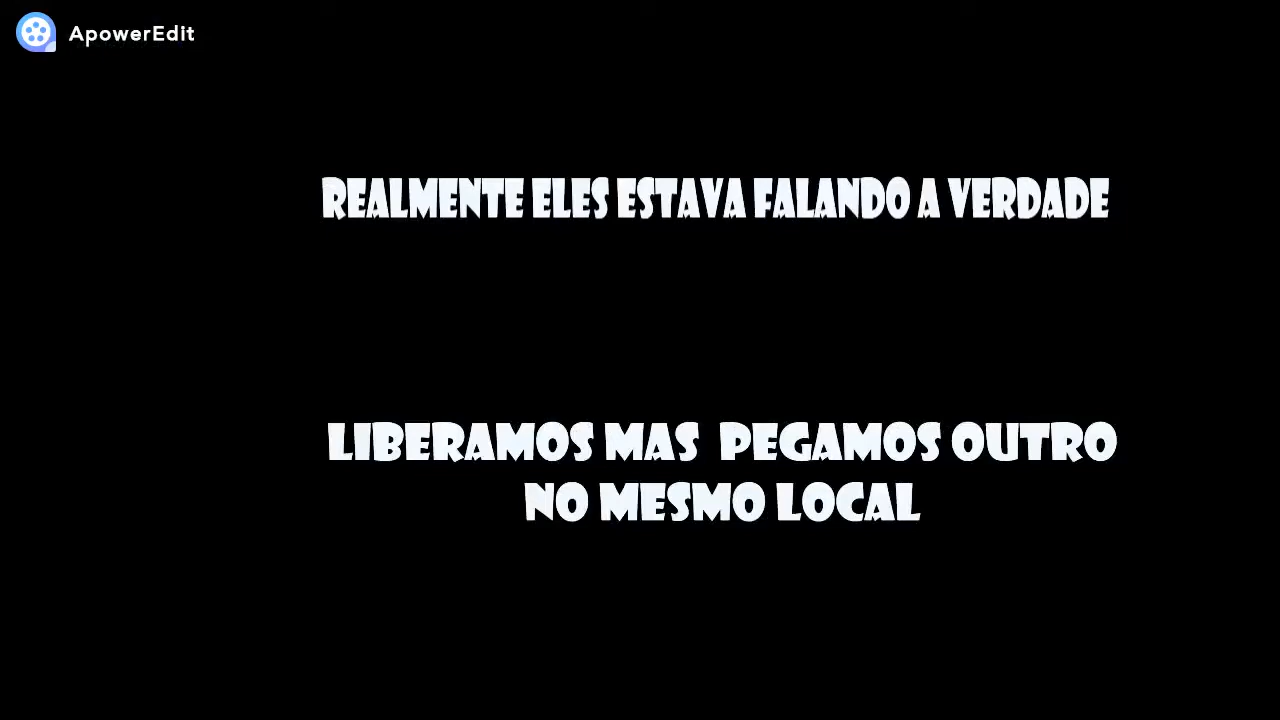 ApowerEdit
REALMENTE ELES ESTAVA FALANDO A VERDADE
LIBERAMOS MAS PEGAMOS OUTRO
NO MESMO LOCAL